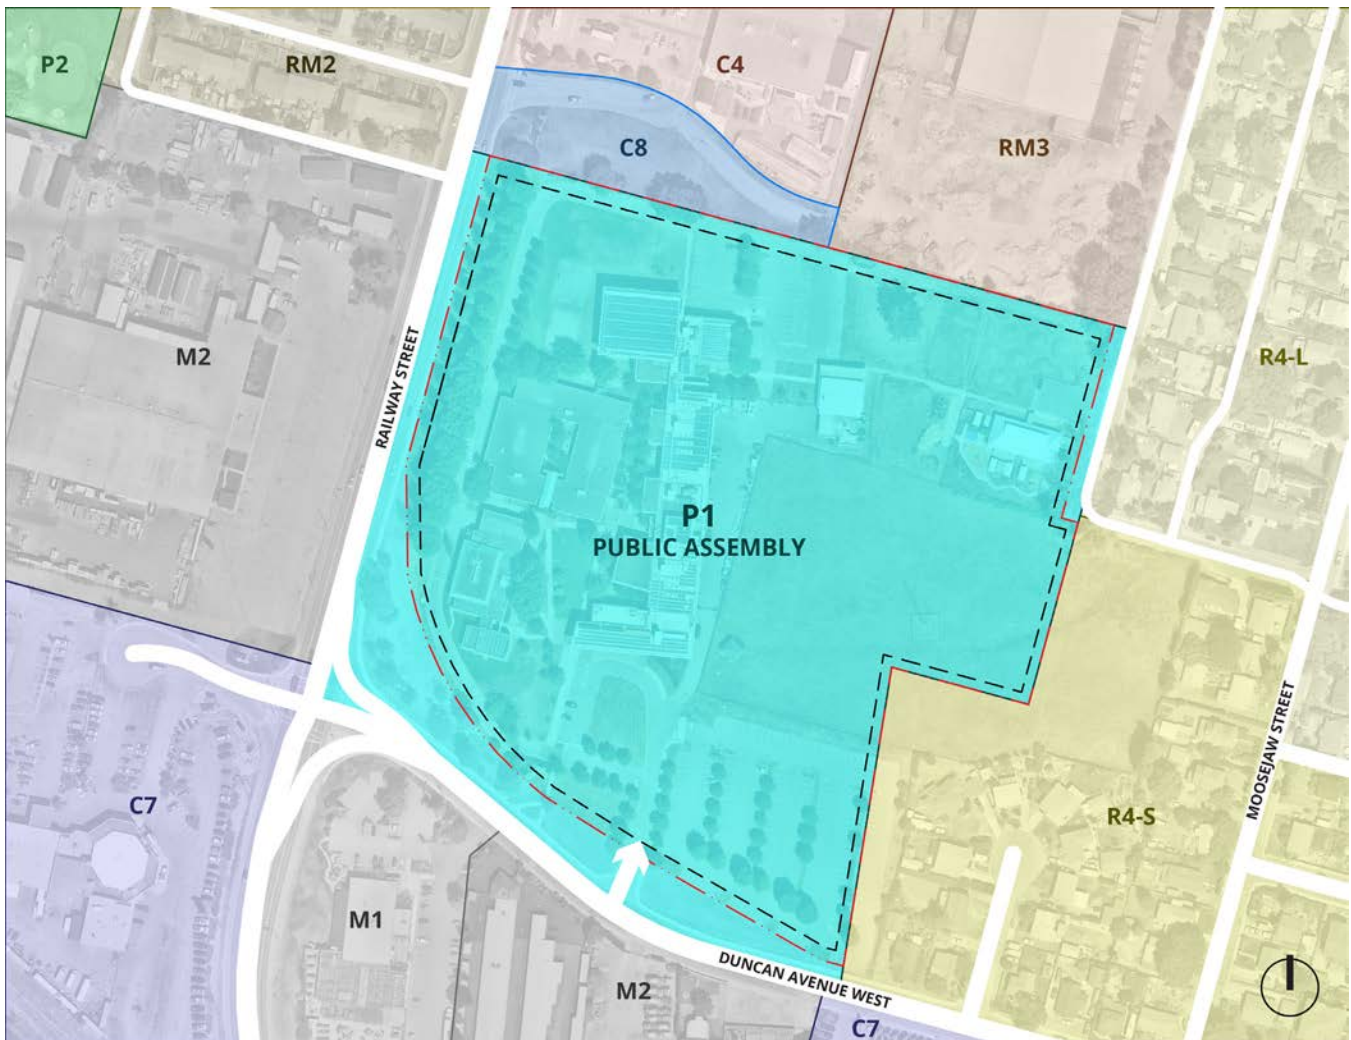 P2
RM2
C4
C8
RM3
M2
RAILWAY STREET
R4-L
P1
PUBLIC ASSEMBLY
MOOSEJAW STREET
C7
R4-S
M1
DUNCAN AVENUE WEST
M2
C7